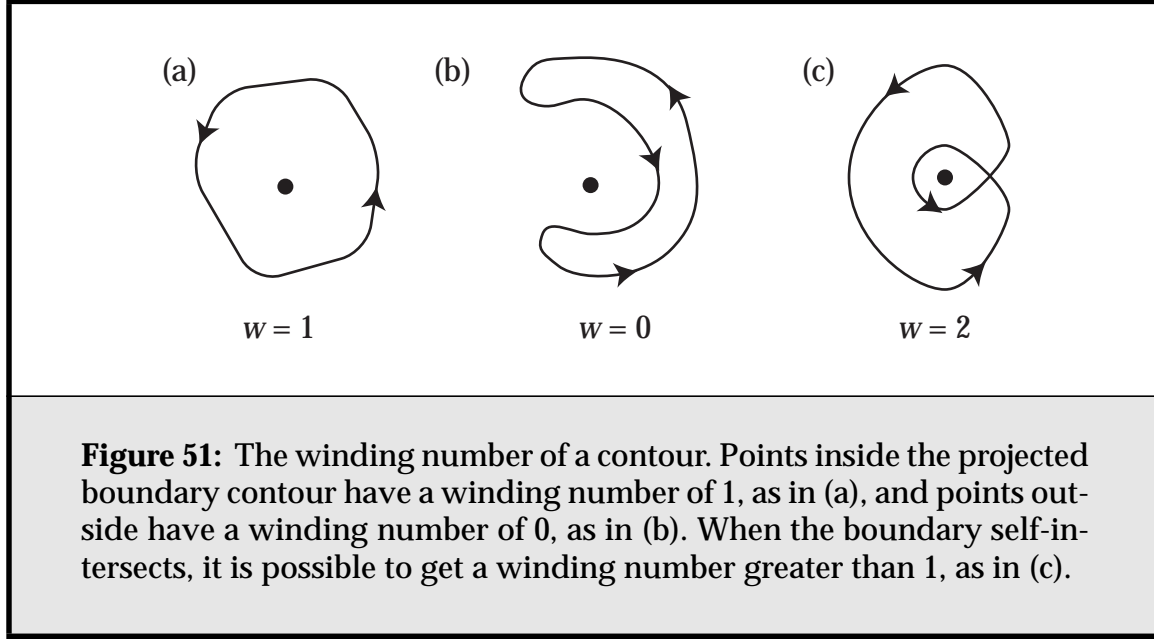 (a) (b) (c)
w = 1 w = 0 w = 2
Figure 51: The winding number of a contour. Points inside the projected
boundary contour have a winding number of 1, as in (a), and points out-
side have a winding number of 0, as in (b). When the boundary self-in-
tersects, it is possible to get a winding number greater than 1, as in (c).